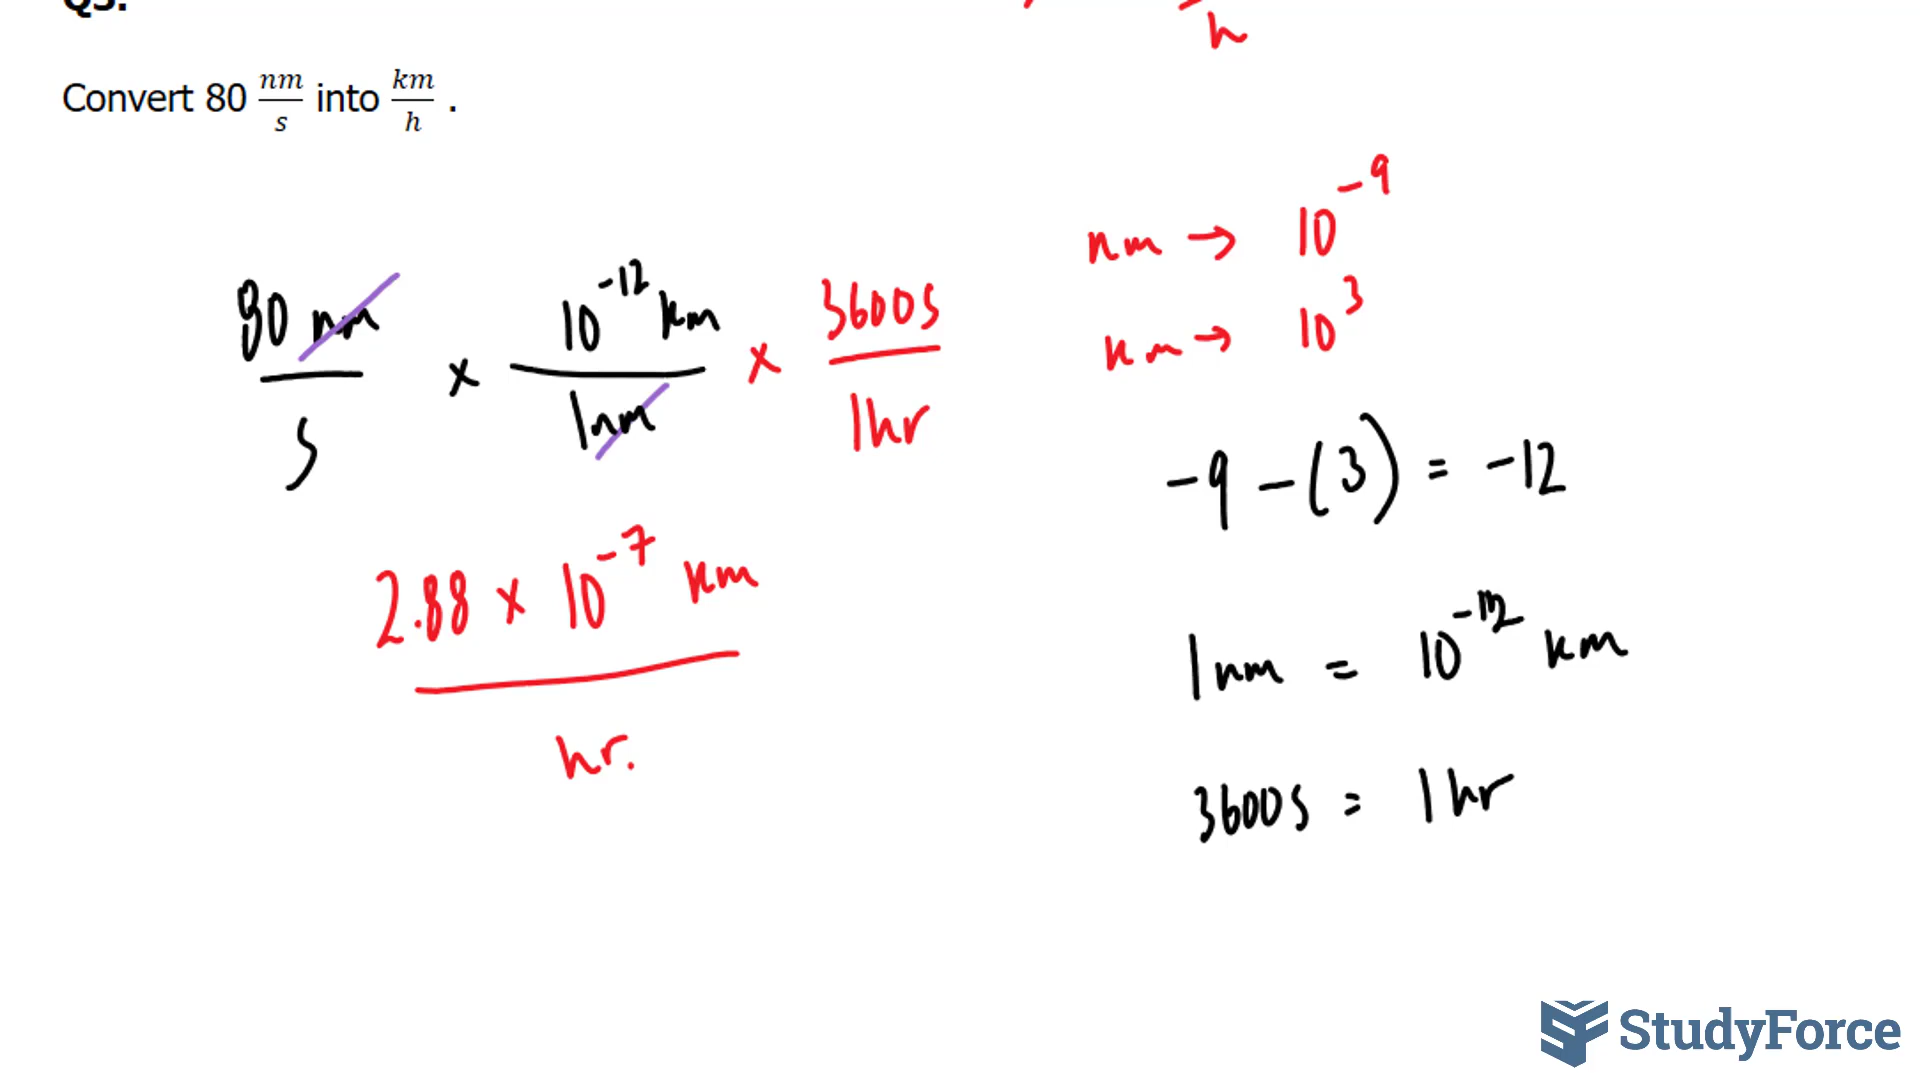 Q3.
h
Convert 80 nm/s into km/h .
80 nm/s × 10^-12 km/1nm × 3600s/1hr
2.88 × 10^-7 km/hr.
nm → 10^-9
km → 10^3
-9 - (3) = -12
1nm = 10^-12 km
3600s = 1hr
StudyForce